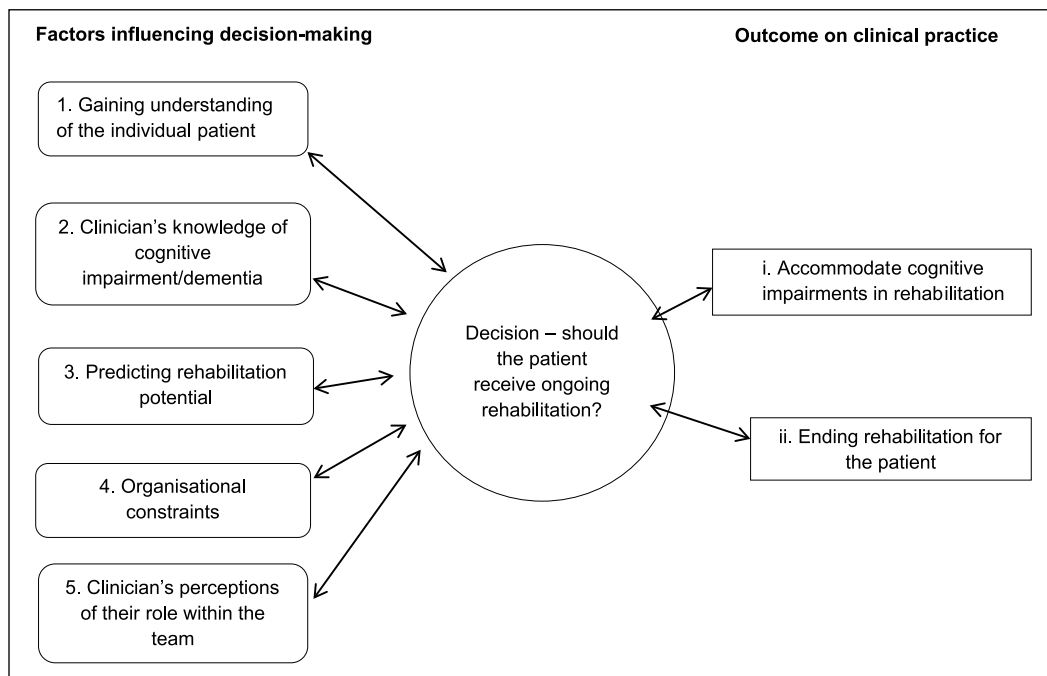 Factors influencing decision-making
Outcome on clinical practice
1. Gaining understanding
of the individual patient
2. Clinician’s knowledge of
cognitive
impairment/dementia
3. Predicting rehabilitation
potential
4. Organisational
constraints
5. Clinician’s perceptions
of their role within the
team
Decision – should
the patient
receive ongoing
rehabilitation?
i. Accommodate cognitive
impairments in rehabilitation
ii. Ending rehabilitation for
the patient